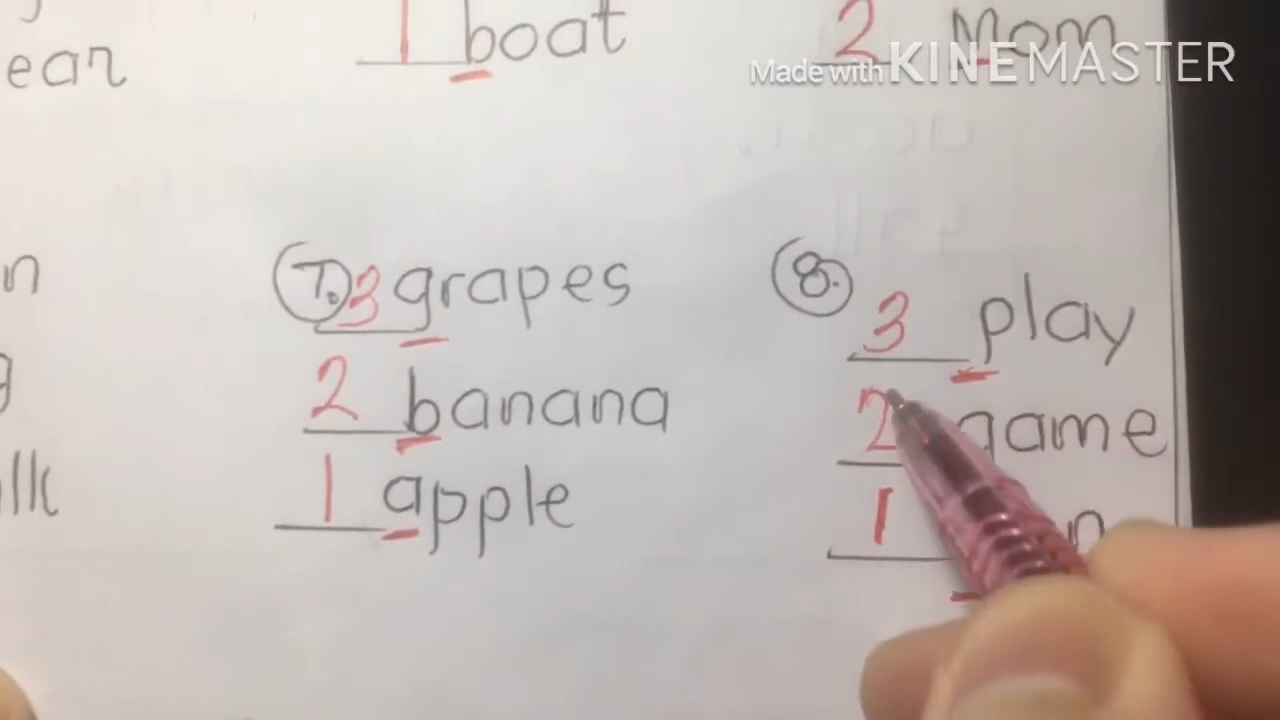 1 boat
ear
2 Mom
Made with KINEMASTER
7. 3 grapes
2 banana
1 apple
8.
3 play
2 game
1